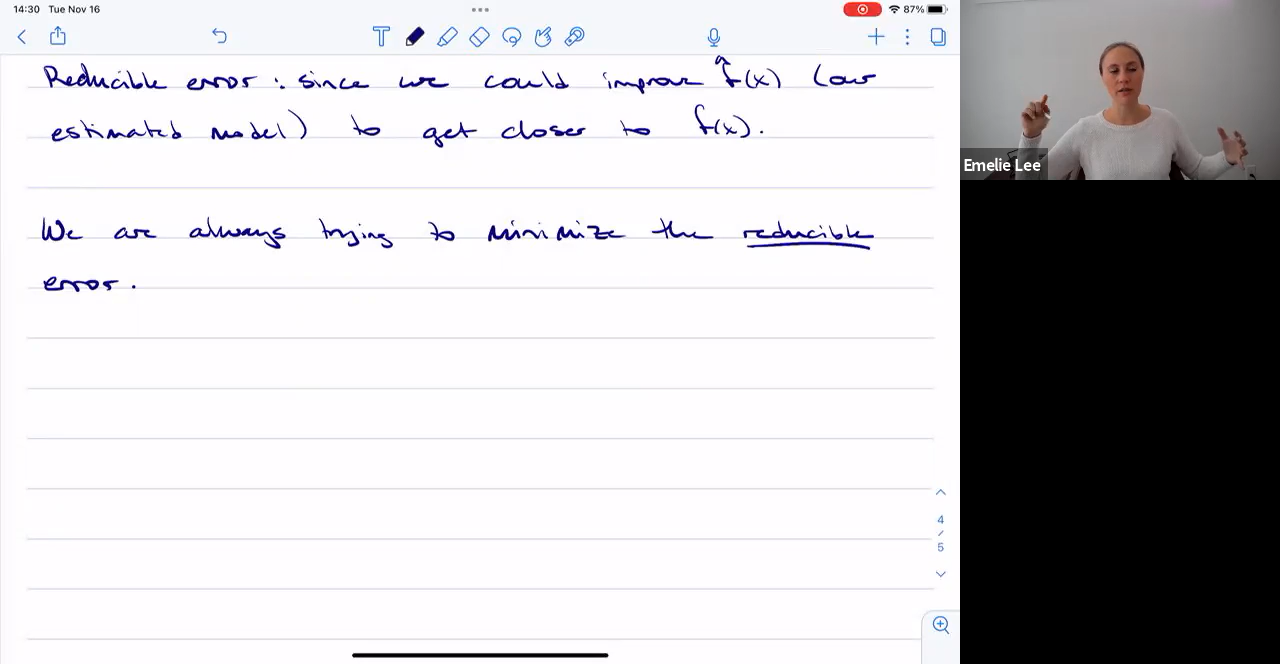 14:30 Tue Nov 16
87%
Reducible error : since we could improve f̂(x) (our
estimated model) to get closer to f(x).
We are always trying to minimize the reducible
error.
Emelie Lee
4
/
5